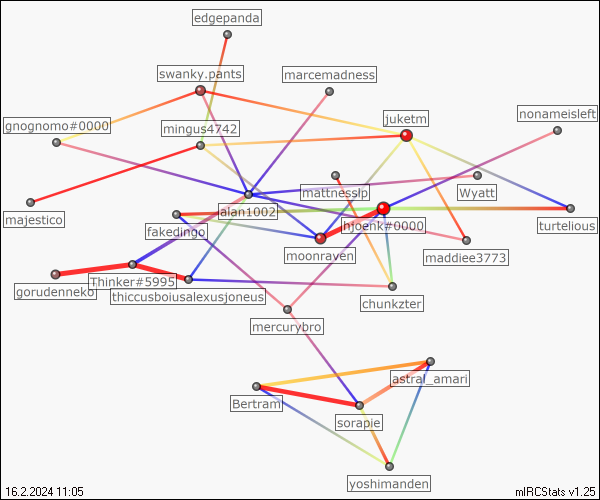 edgepanda
swanky.pants
marcemadness
juketm
nonameisleft
gnognomo#0000
mingus4742
mattnesslp
Wyatt
majestico
alan1002
hjoenk#0000
turtelious
fakedingo
moonraven
maddiee3773
gorudenneko
Thinker#5995
thiccusboiusalexusjoneus
chunkzter
mercurybro
astral_amari
Bertram
sorapie
yoshimanden
16.2.2024 11:05
mIRCStats v1.25